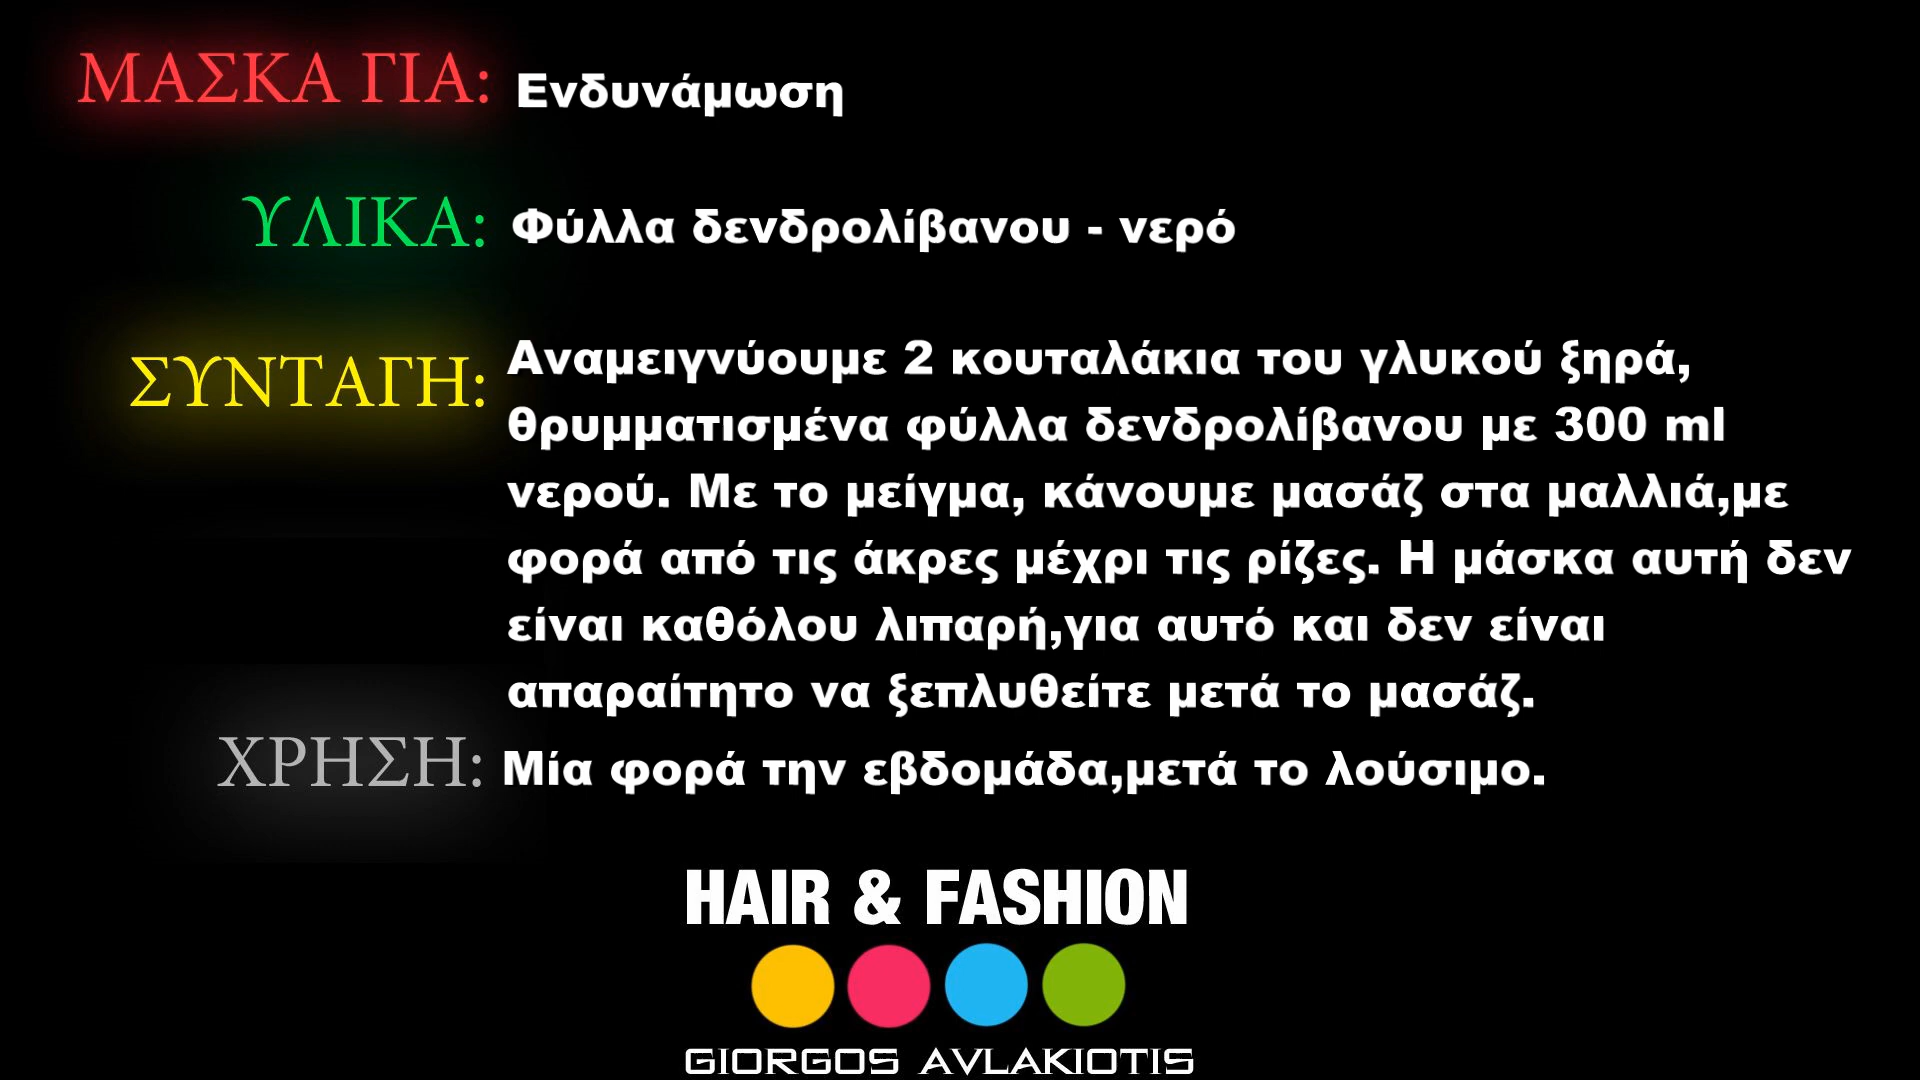 ΜΑΣΚΑ ΓΙΑ: Ενδυνάμωση
ΥΛΙΚΑ: Φύλλα δενδρολίβανου - νερό
ΣΥΝΤΑΓΗ: Αναμειγνύουμε 2 κουταλάκια του γλυκού ξηρά,
θρυμματισμένα φύλλα δενδρολίβανου με 300 ml
νερού. Με το μείγμα, κάνουμε μασάζ στα μαλλιά,με
φορά από τις άκρες μέχρι τις ρίζες. Η μάσκα αυτή δεν
είναι καθόλου λιπαρή,για αυτό και δεν είναι
απαραίτητο να ξεπλυθείτε μετά το μασάζ.
ΧΡΗΣΗ: Μία φορά την εβδομάδα,μετά το λούσιμο.
HAIR & FASHION
GIORGOS AVLAKIOTIS